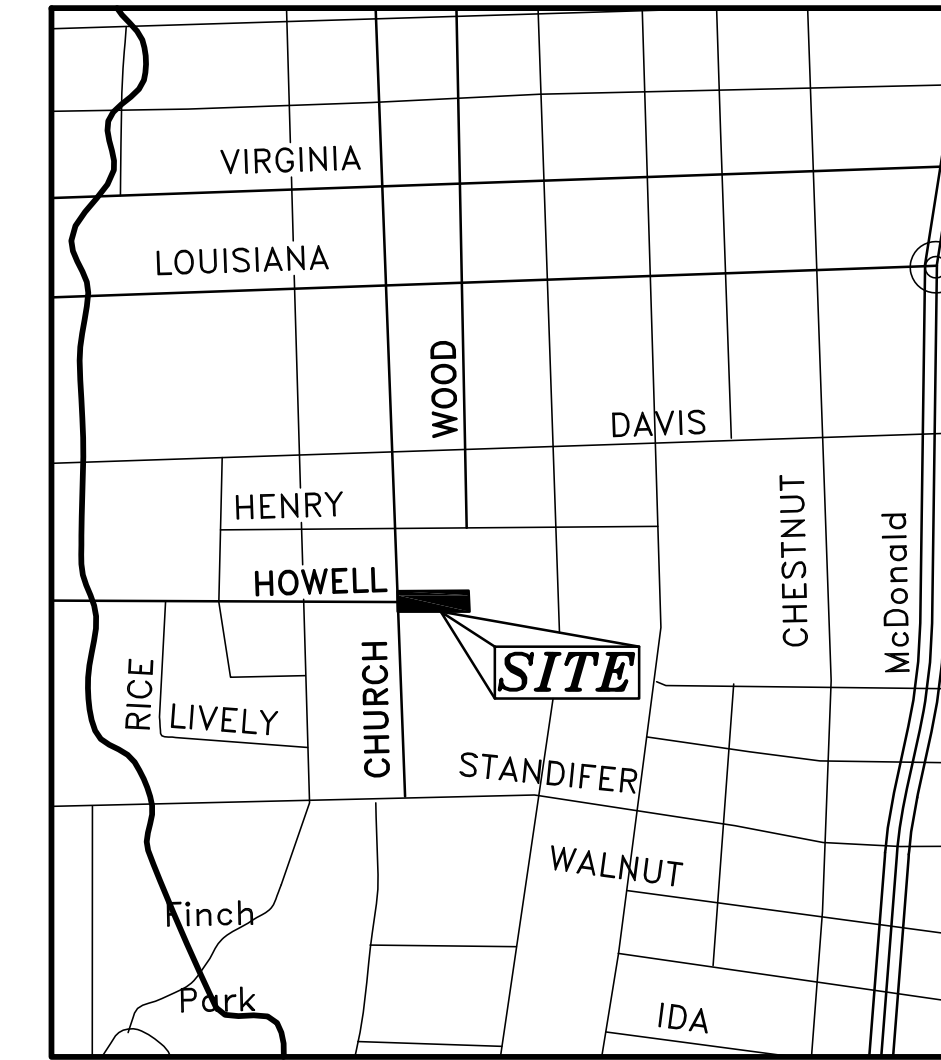 VIRGINIA
LOUISIANA
WOOD
DAVIS
HENRY
CHESTNUT
McDonald
HOWELL
SITE
CHURCH
RICE
LIVELY
STANDIFER
WALNUT
Finch
Park
IDA